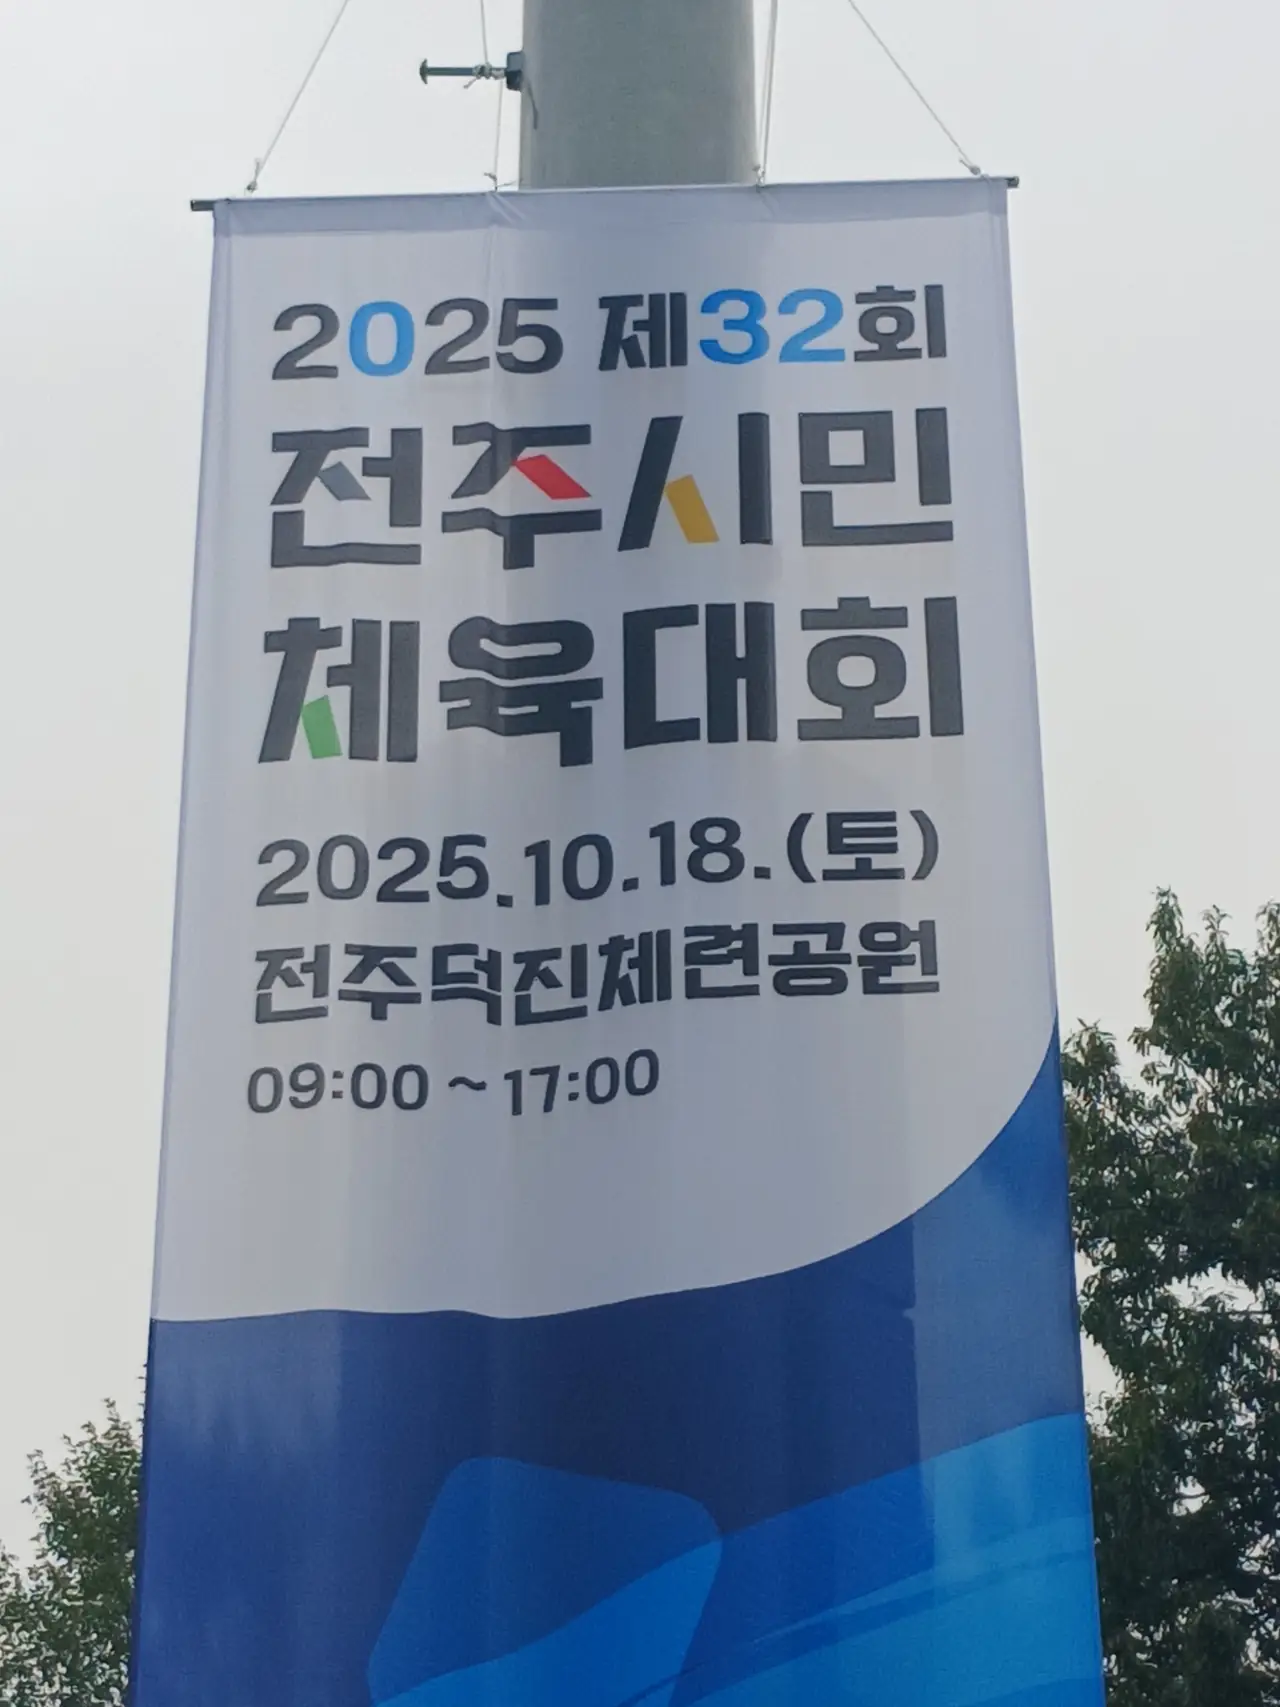 2025 제32회
전주시민
체육대회
2025.10.18.(토)
전주덕진체련공원
09:00 ~ 17:00